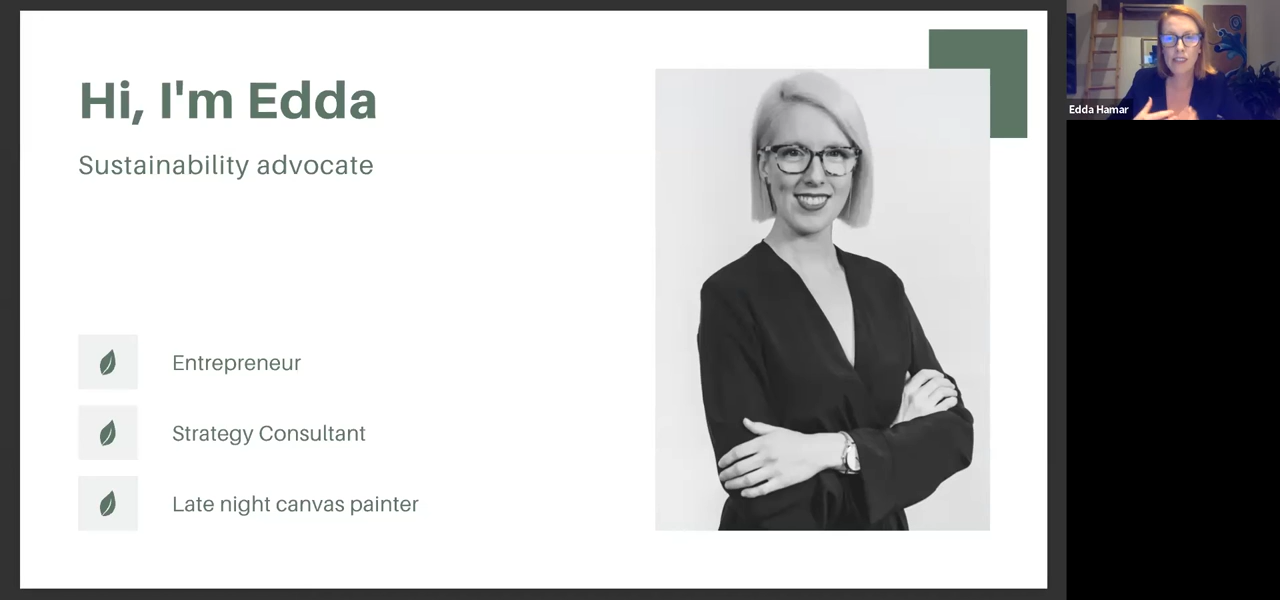 Hi, I'm Edda
Sustainability advocate
Entrepreneur
Strategy Consultant
Late night canvas painter
Edda Hamar